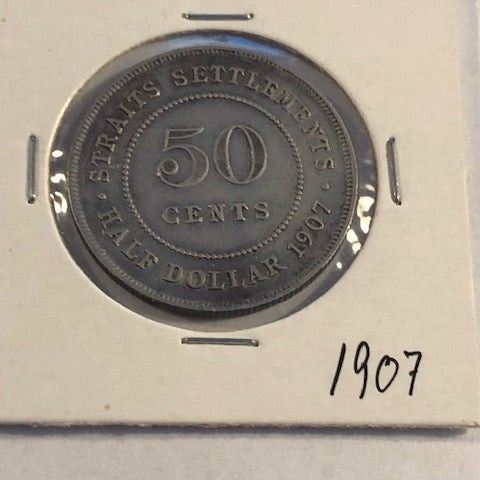 STRAITS SETTLEMENTS
50
CENTS
· HALF DOLLAR 1907 ·
1907